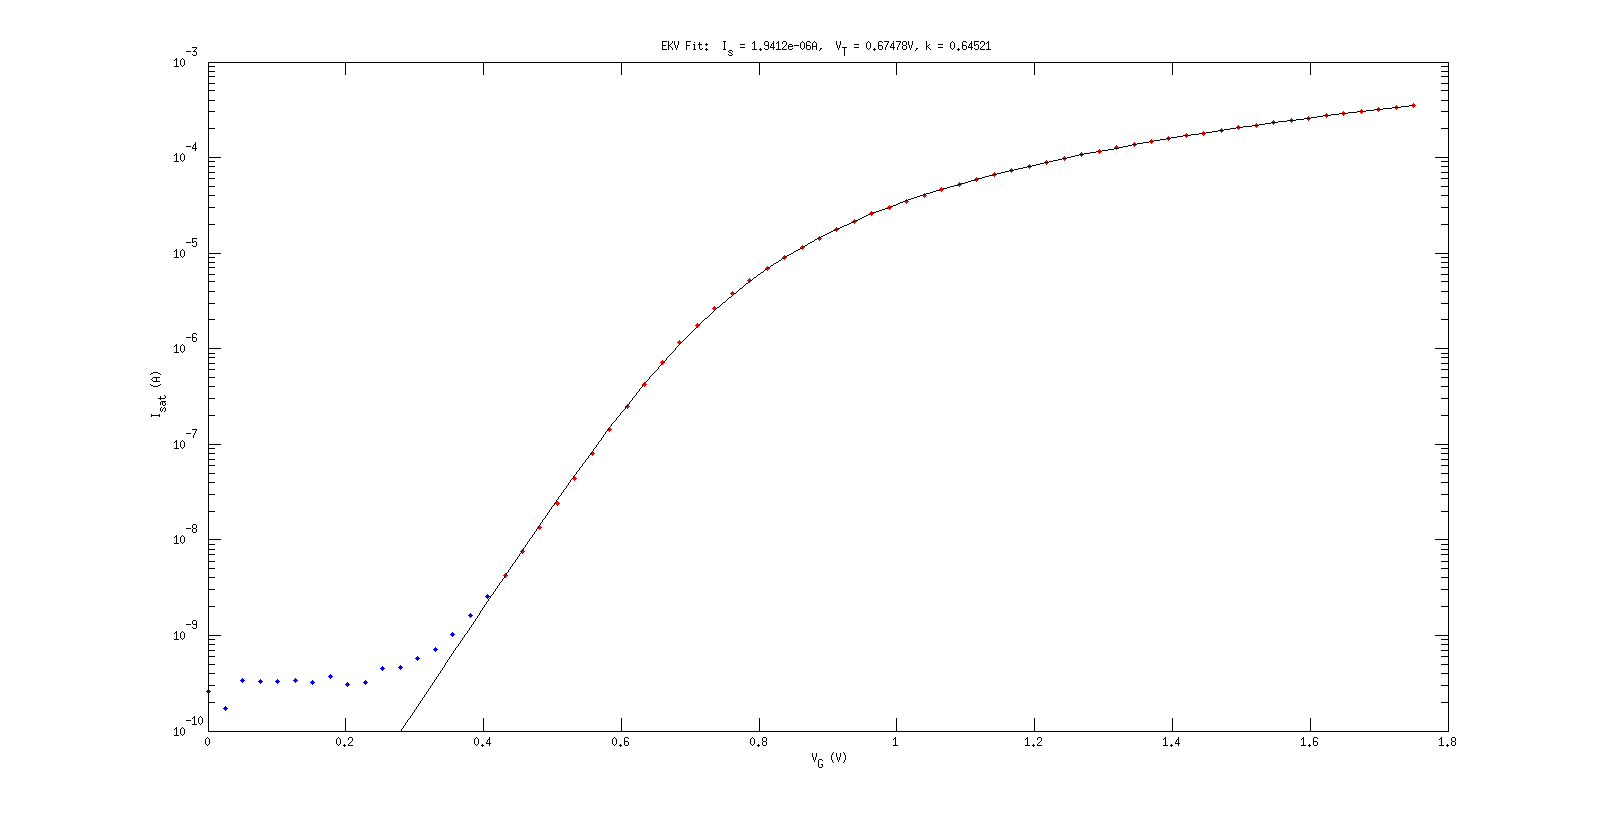 EKV Fit: I_s = 1.9412e-06A, V_T = 0.67478V, k = 0.64521
10^-3
10^-4
10^-5
10^-6
10^-7
10^-8
10^-9
10^-10
I_sat (A)
0 0.2 0.4 0.6 0.8 1 1.2 1.4 1.6 1.8
V_G (V)